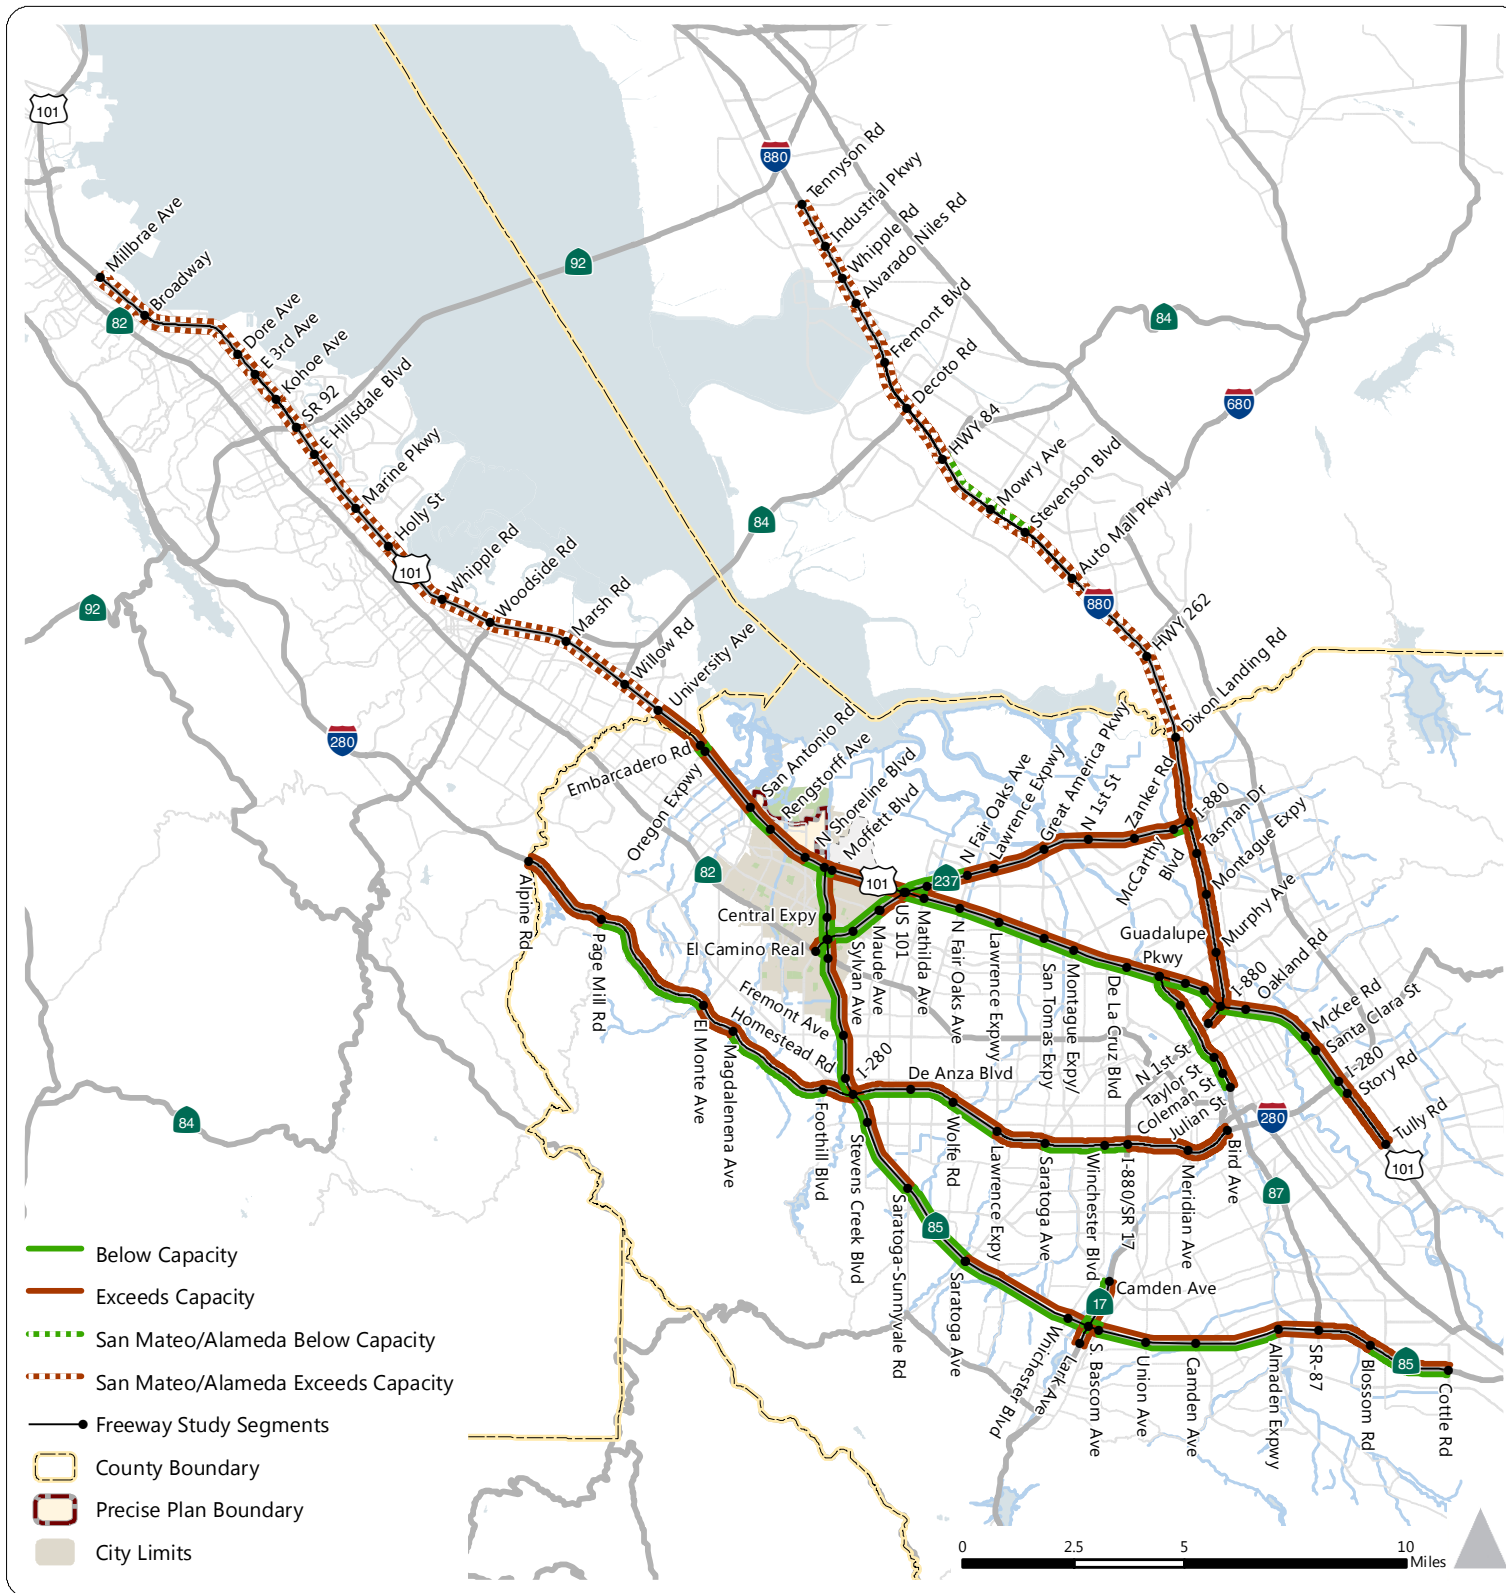 101
Millbrae Ave
Broadway
82
Dore Ave
E 3rd Ave
Kohoe Ave
SR 92
E Hillsdale Blvd
Marine Pkwy
Holly St
101
Whipple Rd
Woodside Rd
Marsh Rd
Willow Rd
University Ave
92
84
92
280
84
880
Tennyson Rd
Industrial Pkwy
Whipple Rd
Alvarado Niles Rd
Fremont Blvd
Decoto Rd
HWY 84
Mowry Ave
Stevenson Blvd
Auto Mall Pkwy
880
HWY 262
Dixon Landing Rd
84
680
Embarcadero Rd
Oregon Expwy
San Antonio Rd
Rengstorff Ave
N Shoreline Blvd
Moffett Blvd
82
101
237
N Fair Oaks Ave
Lawrence Expwy
Great America Pkwy
N 1st St
Zanker Rd
McCarthy
Blvd
I-880
Tasman Dr
Montague Expy
Murphy Ave
Central Expy
El Camino Real
Sylvan Ave
Maude Ave
US 101
Mathilda Ave
N Fair Oaks Ave
Lawrence Expwy
San Tomas Expy
Montague Expy/
De La Cruz Blvd
Guadalupe
Pkwy
I-880
Oakland Rd
McKee Rd
Santa Clara St
I-280
Story Rd
Tully Rd
101
Alpine Rd
Page Mill Rd
El Monte Ave
Magdalenena Ave
Fremont Ave
Homestead Rd
Foothill Blvd
I-280
De Anza Blvd
N 1st St
Taylor St
Coleman St
Julian St
280
87
Stevens Creek Blvd
Wolfe Rd
Lawrence Expy
Saratoga Ave
Winchester Blvd
I-880/SR 17
Meridian Ave
Bird Ave
Saratoga-Sunnyvale Rd
85
Saratoga Ave
17
Camden Ave
Winchester Blvd
Lark Ave
S. Bascom Ave
Union Ave
Camden Ave
Almaden Expwy
SR-87
Blossom Rd
85
Cottle Rd
Below Capacity
Exceeds Capacity
San Mateo/Alameda Below Capacity
San Mateo/Alameda Exceeds Capacity
Freeway Study Segments
County Boundary
Precise Plan Boundary
City Limits
0 2.5 5 10
Miles